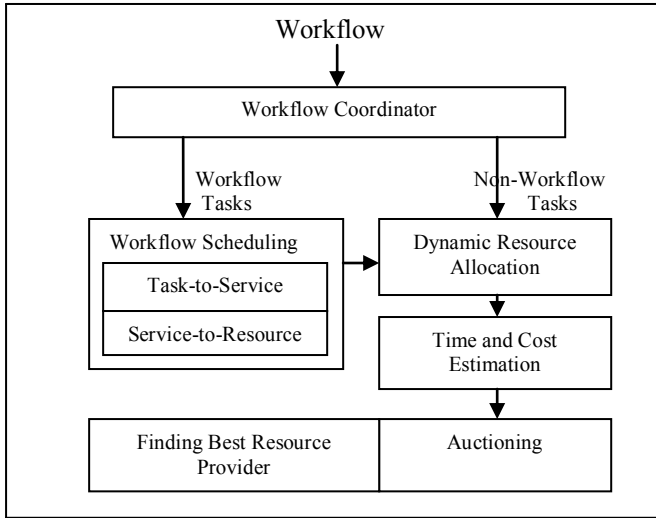 Workflow
Workflow Coordinator
Workflow
Tasks
Non-Workflow
Tasks
Workflow Scheduling
Task-to-Service
Service-to-Resource
Dynamic Resource
Allocation
Time and Cost
Estimation
Finding Best Resource
Provider
Auctioning